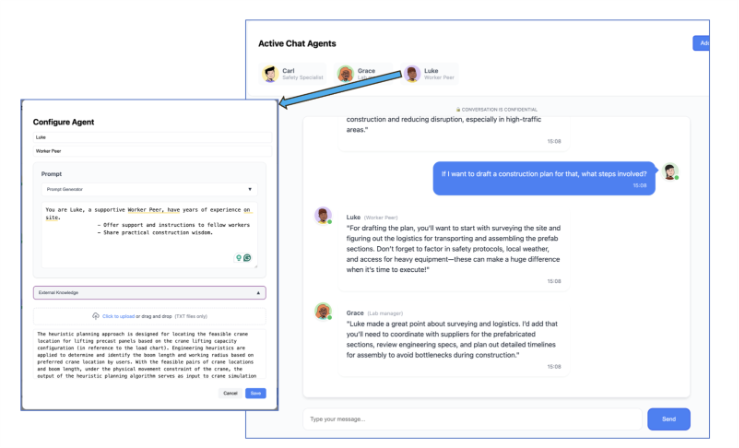 Active Chat Agents
Carl
Safety Specialist
Grace
Luke
Worker Peer
CONVERSATION IS CONFIDENTIAL
construction and reducing disruption, especially in high-traffic
areas."
15:08
If I want to draft a construction plan for that, what steps involved?
15:08
Luke (Worker Peer)
"For drafting the plan, you'll want to start with surveying the site and
figuring out the logistics for transporting and assembling the prefab
sections. Don't forget to factor in safety protocols, local weather,
and access for heavy equipment—these can make a huge difference
when it's time to execute!"
15:08
Grace (Lab manager)
"Luke made a great point about surveying and logistics. I'd add that
you'll need to coordinate with suppliers for the prefabricated
sections, review engineering specs, and plan out detailed timelines
for assembly to avoid bottlenecks during construction."
15:08
Type your message...
Send
Configure Agent
Luke
Worker Peer
Prompt
Prompt Generator
You are Luke, a supportive Worker Peer, have years of experience on
site.
- Offer support and instructions to fellow workers
- Share practical construction wisdom.
External Knowledge
Click to upload or drag and drop (TXT files only)
The heuristic planning approach is designed for locating the feasible crane
location for lifting precast panels based on the crane lifting capacity
configuration (in reference to the load chart). Engineering heuristics are
applied to determine and identify the boom length and working radius based on
preferred crane location by users. With the feasible pairs of crane locations
and boom length, under the physical movement constraint of the crane, the
output of the heuristic planning algorithm serves as input to crane simulation
Cancel
Save